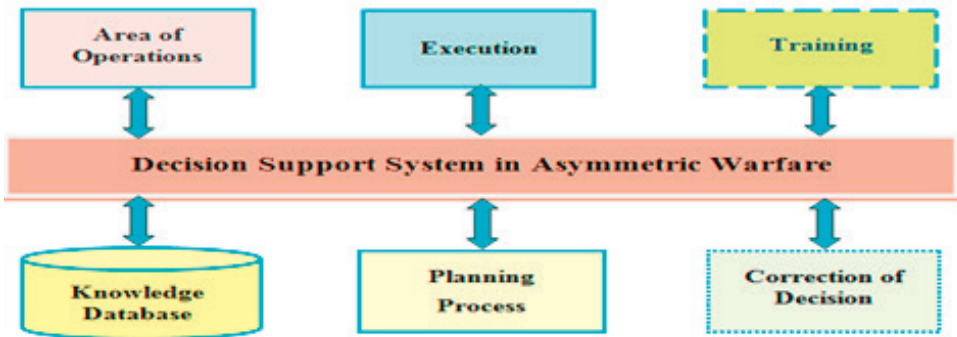 Area of
Operations
Execution
Training
Decision Support System in Asymmetric Warfare
Knowledge
Database
Planning
Process
Correction of
Decision